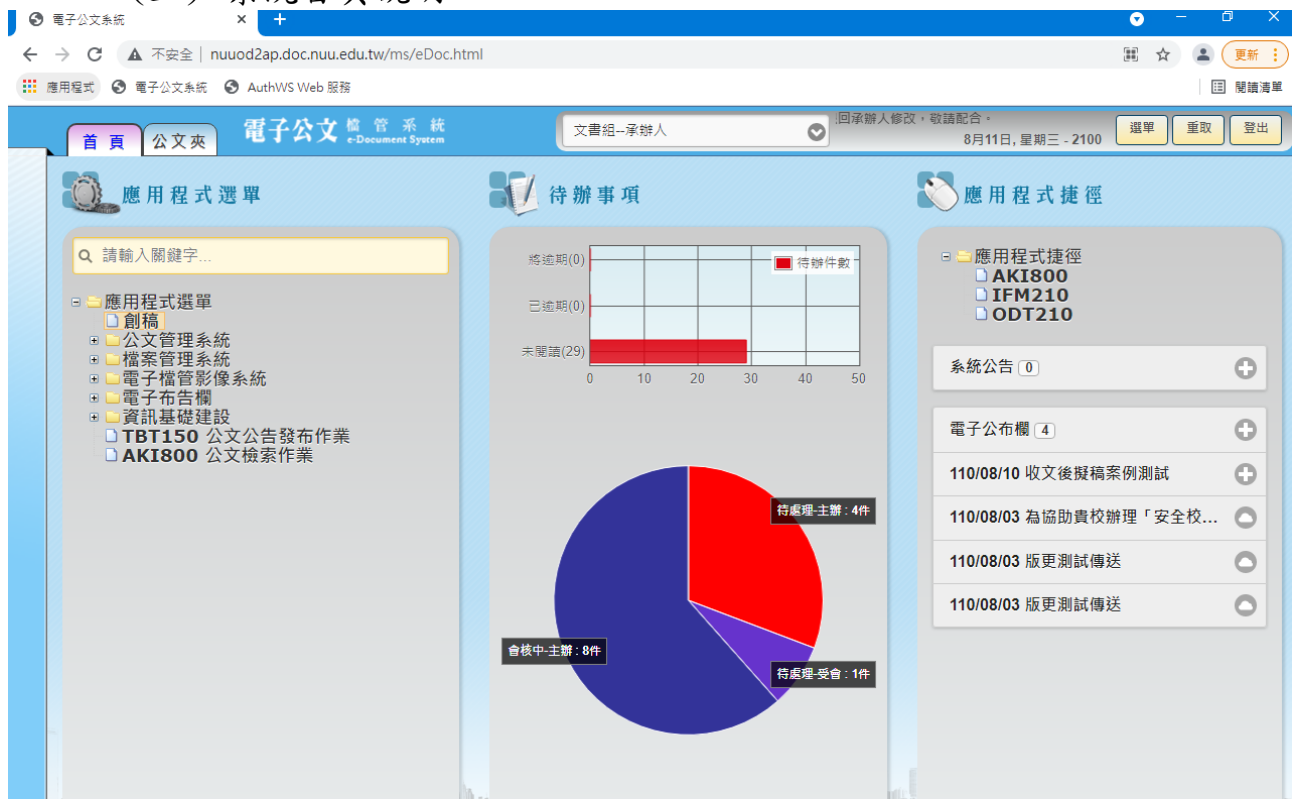 電子公文系統
不安全 | nuuod2ap.doc.nuu.edu.tw/ms/eDoc.html
更新
應用程式 電子公文系統 AuthWS Web 服務 閱讀清單
首頁 公文夾 電子公文 檔管系統 e-Document System
文書組--承辦人
回承辦人修改,敬請配合。
8月11日, 星期三 - 2100
選單 重取 登出
應用程式選單
請輸入關鍵字...
應用程式選單
創稿
公文管理系統
檔案管理系統
電子檔管影像系統
電子布告欄
資訊基礎建設
TBT150 公文公告發布作業
AKI800 公文檢索作業
待辦事項
待辦件數
將逾期(0)
已逾期(0)
未閱讀(29)
0 10 20 30 40 50
待處理-主辦 : 4件
會核中-主辦 : 8件
待處理-受會 : 1件
應用程式捷徑
應用程式捷徑
AKI800
IFM210
ODT210
系統公告 0
電子公布欄 4
110/08/10 收文後擬稿案例測試
110/08/03 為協助貴校辦理「安全校...
110/08/03 版更測試傳送
110/08/03 版更測試傳送